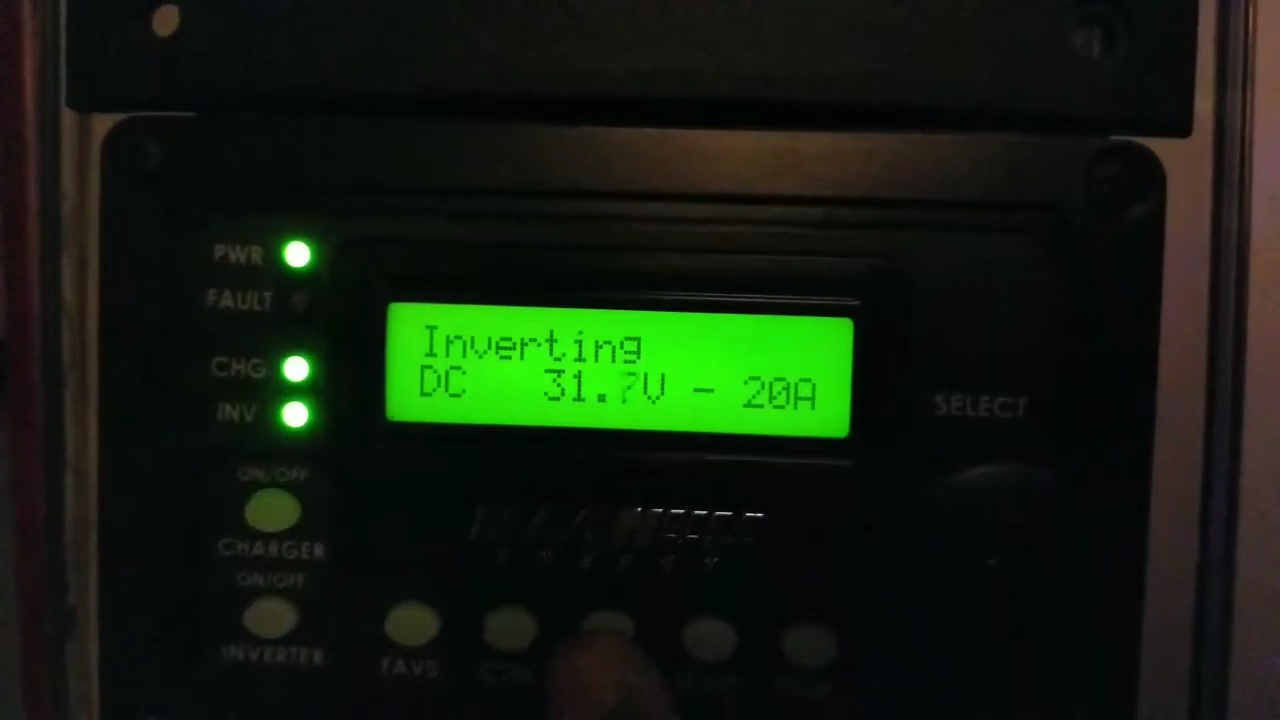 PWR
FAULT
CHG
INV
Inverting
DC 31.7V - 20A
SELECT
ON/OFF
CHARGER
ON/OFF
INVERTER
FAVS